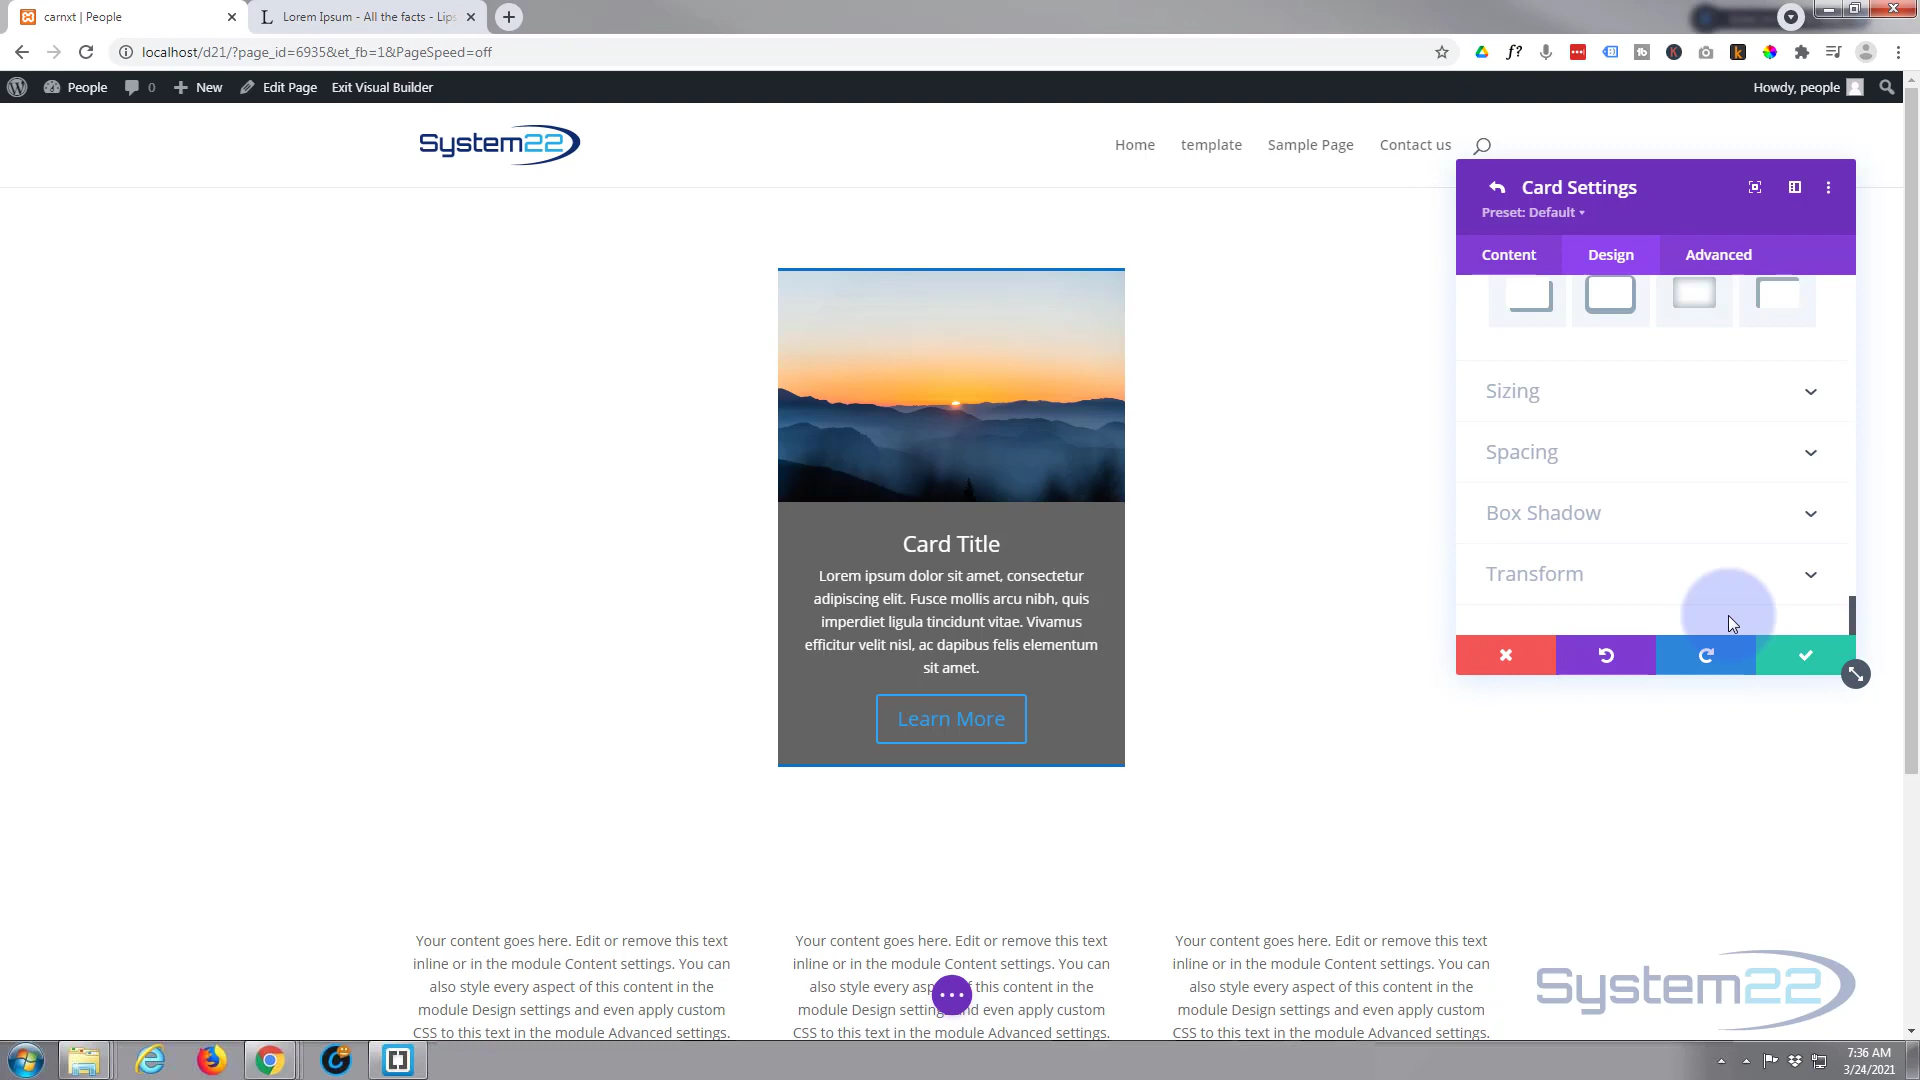 carnxt | People
Lorem Ipsum - All the facts - Lips
localhost/d21/?page_id=6935&et_fb=1&PageSpeed=off
People 0 New Edit Page Exit Visual Builder Howdy, people
System22
Home template Sample Page Contact us
Card Settings
Preset: Default
Content Design Advanced
Sizing
Spacing
Box Shadow
Transform
Card Title
Lorem ipsum dolor sit amet, consectetur
adipiscing elit. Fusce mollis arcu nibh, quis
imperdiet ligula tincidunt vitae. Vivamus
efficitur velit nisl, ac dapibus felis elementum
sit amet.
Learn More
Your content goes here. Edit or remove this text
inline or in the module Content settings. You can
also style every aspect of this content in the
module Design settings and even apply custom
CSS to this text in the module Advanced settings.
Your content goes here. Edit or remove this text
inline or in the module Content settings. You can
also style every asp f this content in the
module Design setting nd even apply custom
CSS to this text in the module Advanced settings.
Your content goes here. Edit or remove this text
inline or in the module Content settings. You can
also style every aspect of this content in the
module Design settings and even apply custom
CSS to this text in the module Advanced settings.
System22
7:36 AM
3/24/2021